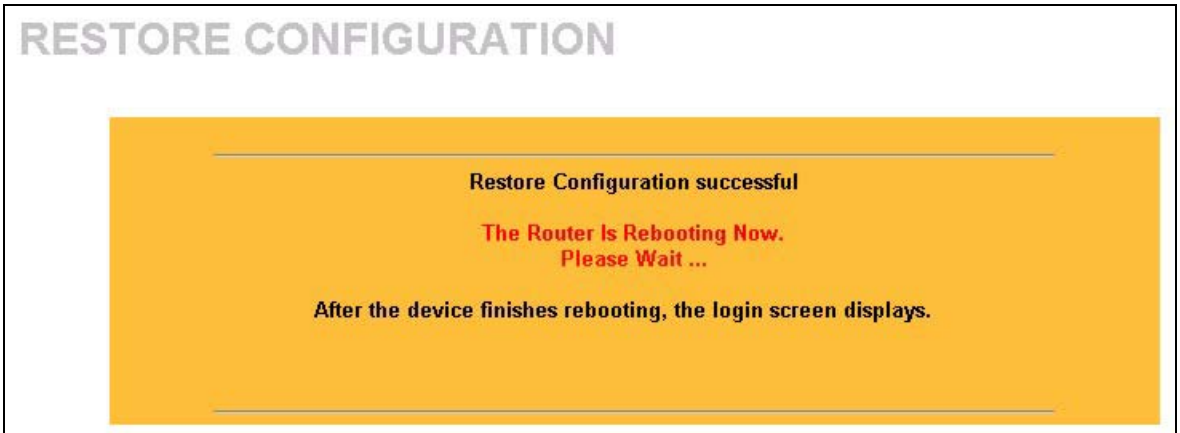 RESTORE CONFIGURATION
Restore Configuration successful
The Router Is Rebooting Now.
Please Wait ...
After the device finishes rebooting, the login screen displays.